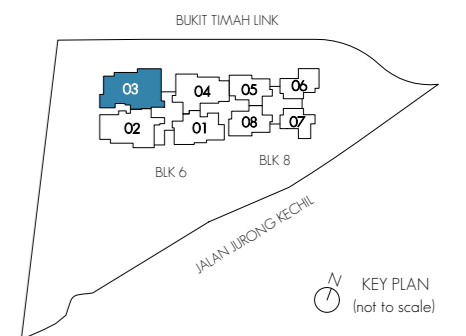 BUKIT TIMAH LINK
03
04
05
06
02
01
08
07
BLK 6
BLK 8
JALAN JURONG KECHIL
N
KEY PLAN
(not to scale)